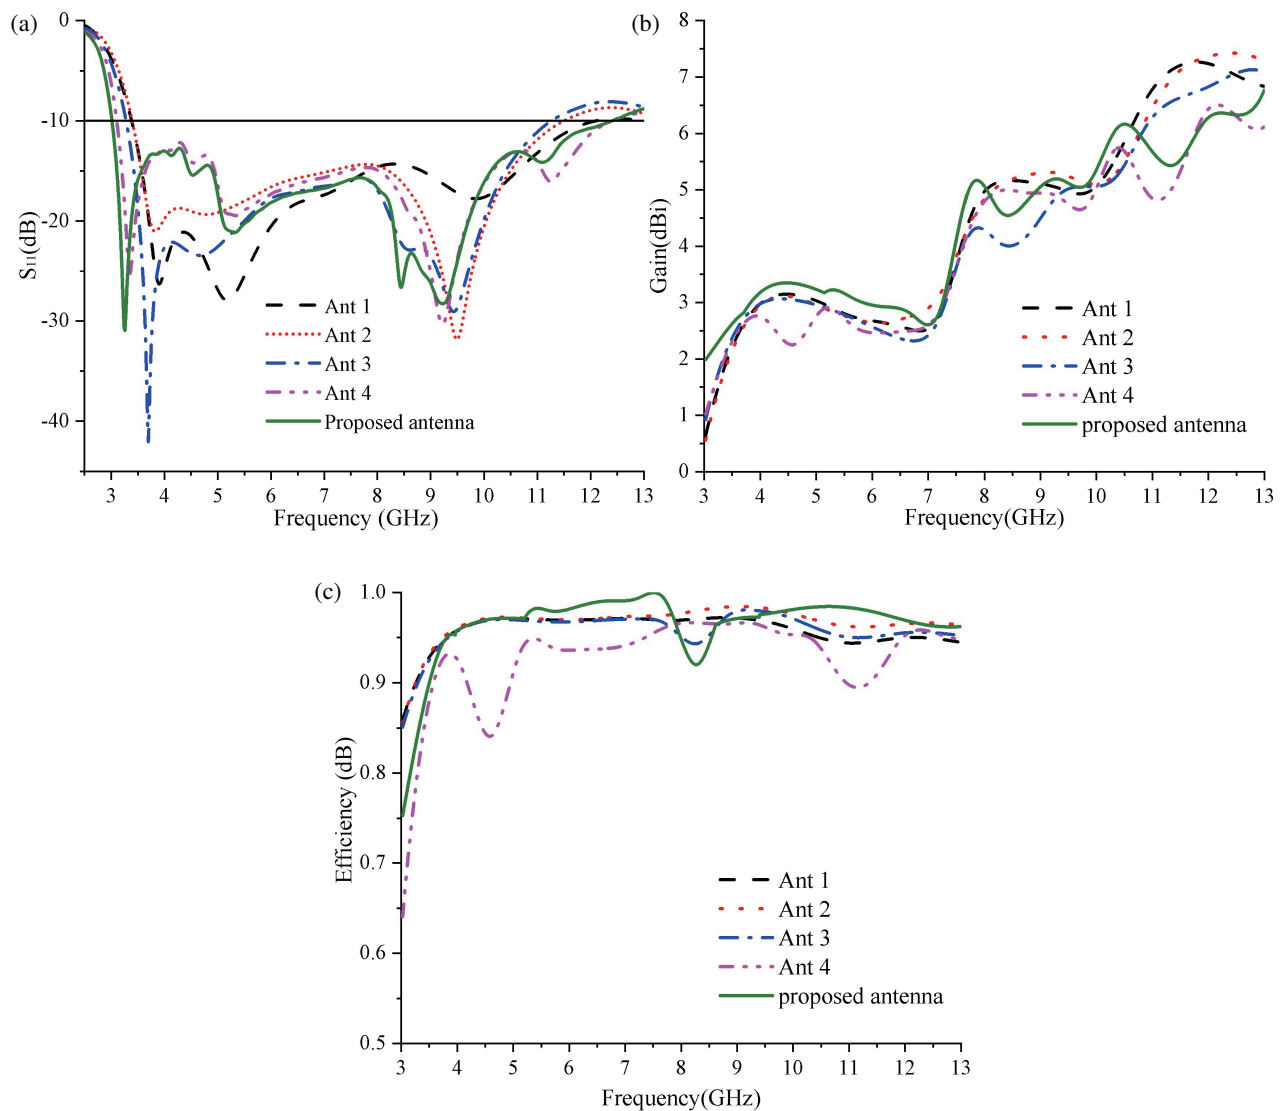 (a)
0
-10
-20
-30
-40
S11(dB)
3 4 5 6 7 8 9 10 11 12 13
Frequency (GHz)
Ant 1
Ant 2
Ant 3
Ant 4
Proposed antenna
(b)
8
7
6
5
4
3
2
1
0
Gain(dBi)
3 4 5 6 7 8 9 10 11 12 13
Frequency(GHz)
Ant 1
Ant 2
Ant 3
Ant 4
proposed antenna
(c)
1.0
0.9
0.8
0.7
0.6
0.5
Efficiency (dB)
3 4 5 6 7 8 9 10 11 12 13
Frequency(GHz)
Ant 1
Ant 2
Ant 3
Ant 4
proposed antenna